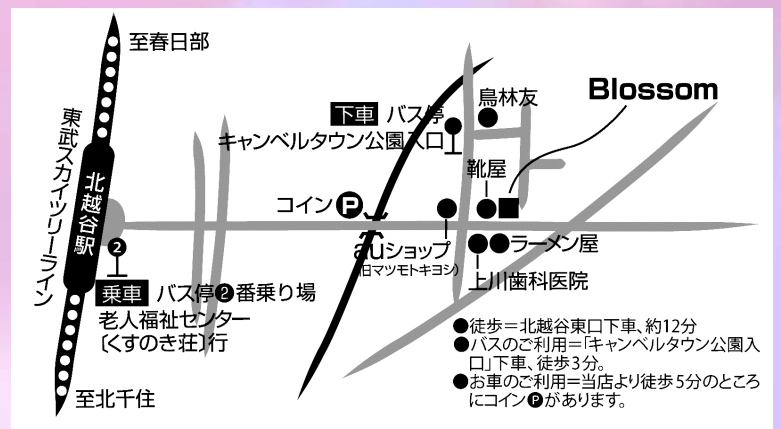 至春日部
東武スカイツリーライン
北越谷駅
❷
乗車 バス停❷番乗り場
老人福祉センター
〔くすのき荘〕行
至北千住
下車 バス停
キャンベルタウン公園入口
鳥林友
Blossom
靴屋
コインP
auショップ
(旧マツモトキヨシ)
ラーメン屋
上川歯科医院
●徒歩=北越谷東口下車、約12分
●バスのご利用=「キャンベルタウン公園入
口」下車、徒歩3分。
●お車のご利用=当店より徒歩5分のところ
にコインPがあります。